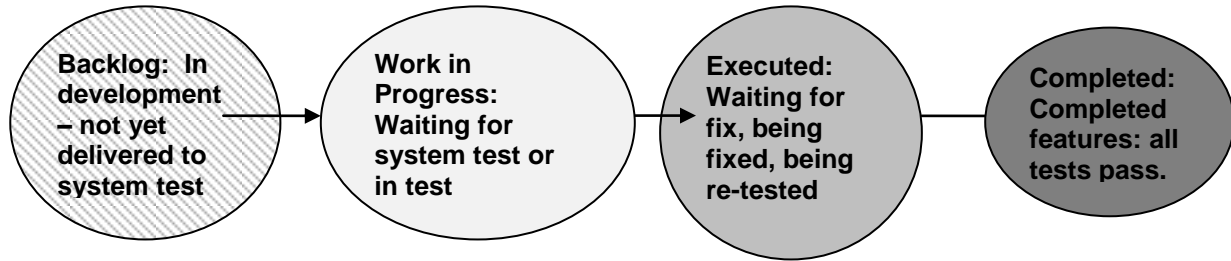 Backlog: In
development
– not yet
delivered to
system test
Work in
Progress:
Waiting for
system test or
in test
Executed:
Waiting for
fix, being
fixed, being
re-tested
Completed:
Completed
features: all
tests pass.